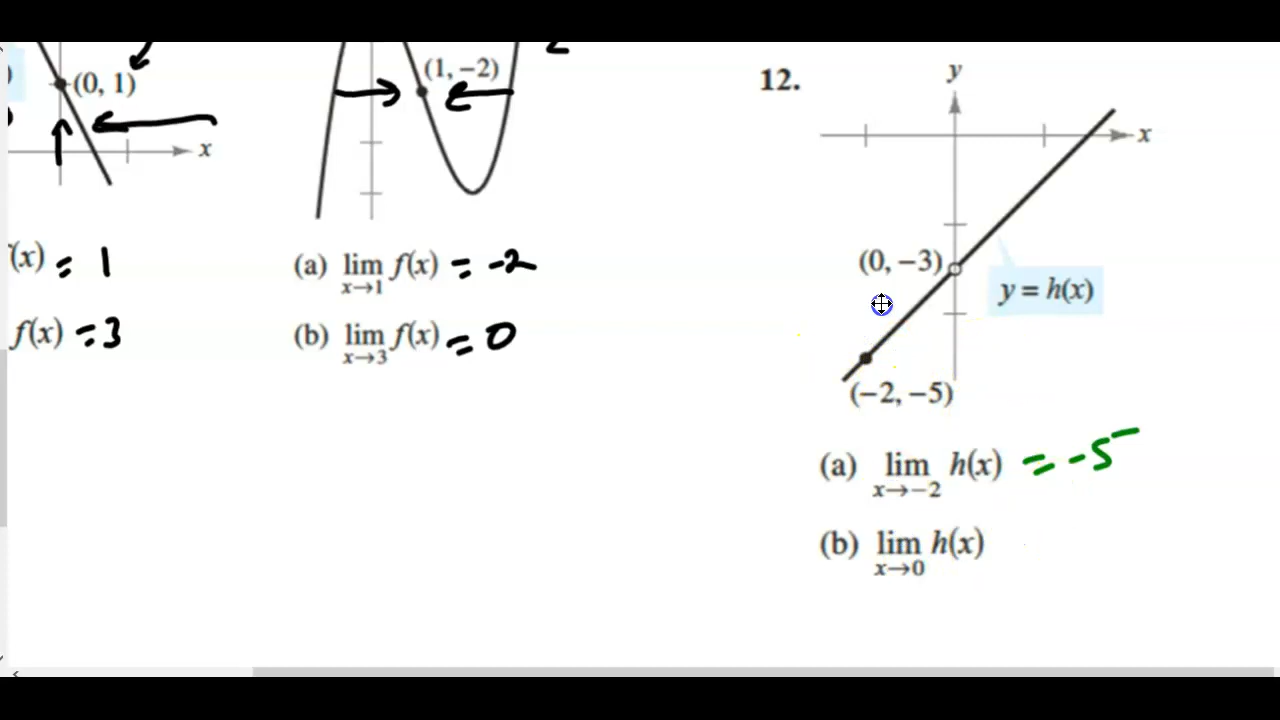 (0, 1)
x
(x) = 1
f(x) = 3
(1, −2)
(a) lim f(x) = -2
x→1
(b) lim f(x) = 0
x→3
12.
y
x
(0, −3)
y = h(x)
(−2, −5)
(a) lim h(x) = -5
x→−2
(b) lim h(x)
x→0